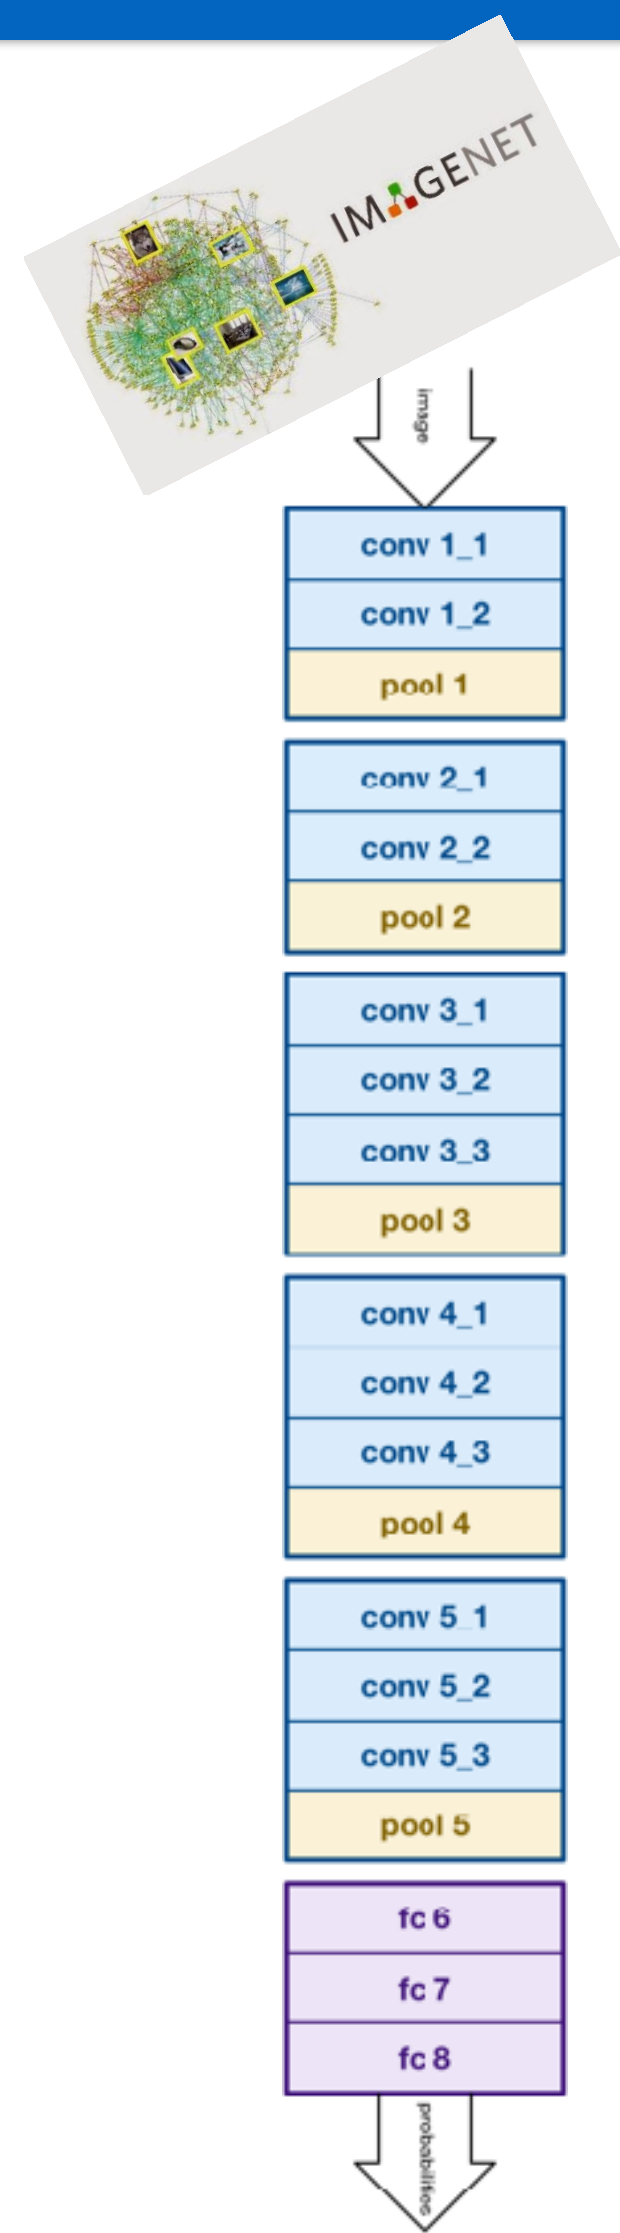 IMAGENET
image
conv 1_1
conv 1_2
pool 1
conv 2_1
conv 2_2
pool 2
conv 3_1
conv 3_2
conv 3_3
pool 3
conv 4_1
conv 4_2
conv 4_3
pool 4
conv 5_1
conv 5_2
conv 5_3
pool 5
fc 6
fc 7
fc 8
probabilities